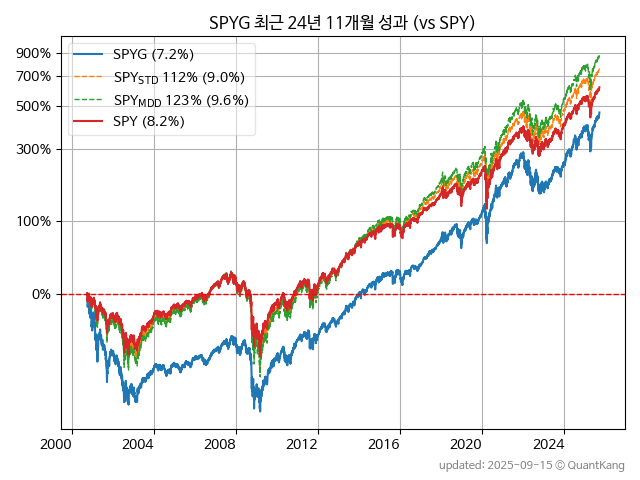 SPYG 최근 24년 11개월 성과 (vs SPY)
SPYG (7.2%)
SPY_STD 112% (9.0%)
SPY_MDD 123% (9.6%)
SPY (8.2%)
900%
700%
500%
300%
100%
0%
2000 2004 2008 2012 2016 2020 2024
updated: 2025-09-15 © QuantKang